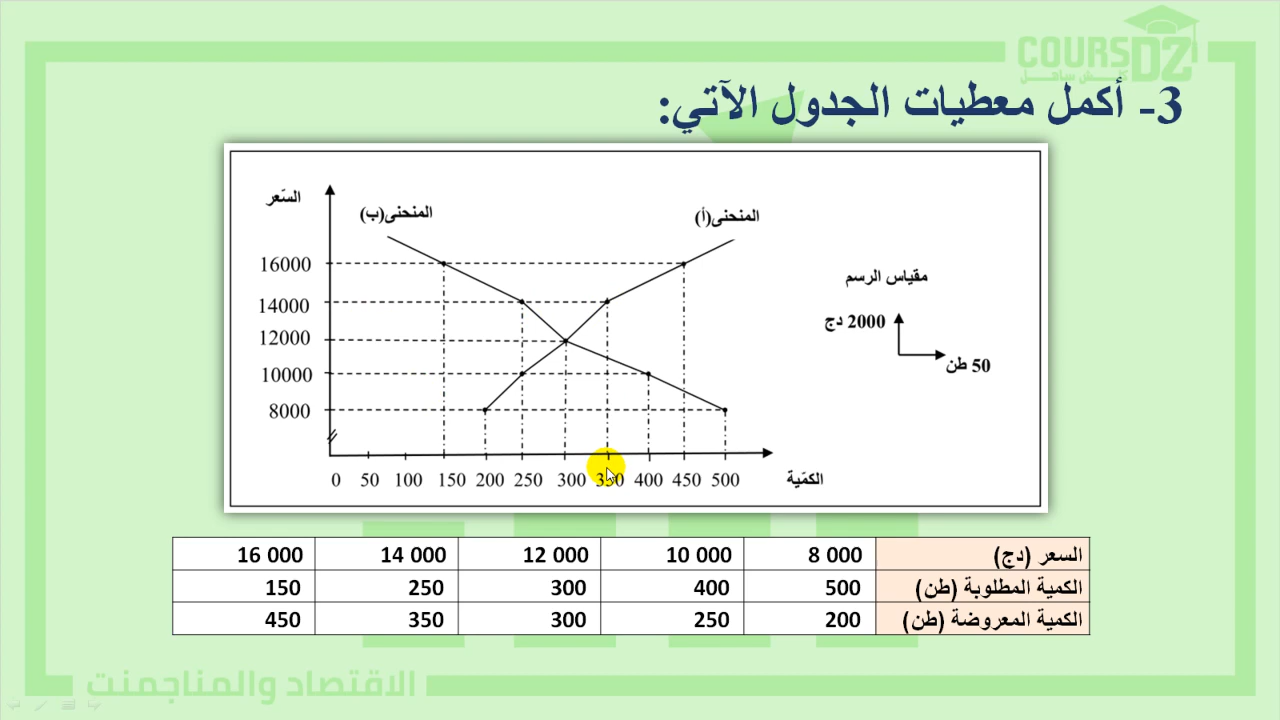 COURSDZ
كلش ساهل
3- أكمل معطيات الجدول الآتي:
السّعر
المنحنى(ب)
المنحنى(أ)
16000
14000
12000
10000
8000
مقياس الرسم
2000 دج
50 طن
0 50 100 150 200 250 300 350 400 450 500
الكمّية
السعر (دج) 8 000 10 000 12 000 14 000 16 000
الكمية المطلوبة (طن) 500 400 300 250 150
الكمية المعروضة (طن) 200 250 300 350 450
الاقتصاد والمناجمنت